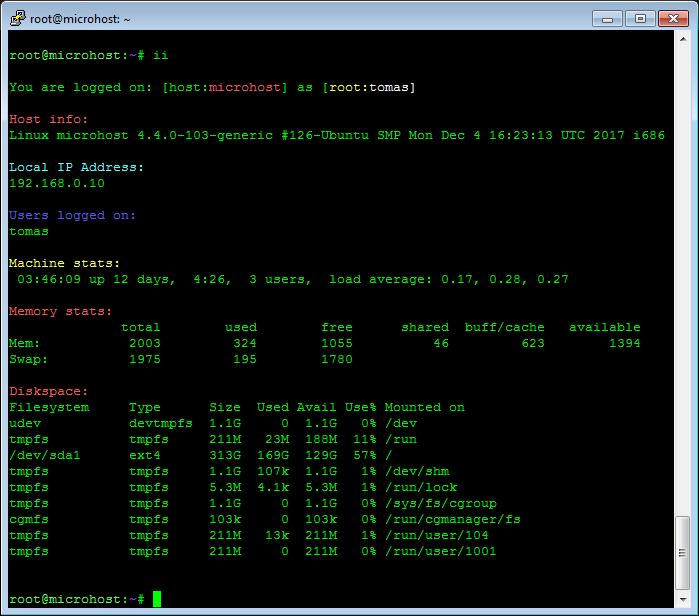 root@microhost: ~
root@microhost:~# ii
You are logged on: [host:microhost] as [root:tomas]
Host info:
Linux microhost 4.4.0-103-generic #126-Ubuntu SMP Mon Dec 4 16:23:13 UTC 2017 i686
Local IP Address:
192.168.0.10
Users logged on:
tomas
Machine stats:
 03:46:09 up 12 days,  4:26,  3 users,  load average: 0.17, 0.28, 0.27
Memory stats:
              total        used        free      shared  buff/cache   available
Mem:           2003         324        1055          46         623        1394
Swap:          1975         195        1780
Diskspace:
Filesystem     Type      Size  Used Avail Use% Mounted on
udev           devtmpfs  1.1G     0  1.1G   0% /dev
tmpfs          tmpfs     211M   23M  188M  11% /run
/dev/sda1      ext4      313G  169G  129G  57% /
tmpfs          tmpfs     1.1G  107k  1.1G   1% /dev/shm
tmpfs          tmpfs     5.3M  4.1k  5.3M   1% /run/lock
tmpfs          tmpfs     1.1G     0  1.1G   0% /sys/fs/cgroup
cgmfs          tmpfs     103k     0  103k   0% /run/cgmanager/fs
tmpfs          tmpfs     211M   13k  211M   1% /run/user/104
tmpfs          tmpfs     211M     0  211M   0% /run/user/1001
root@microhost:~#